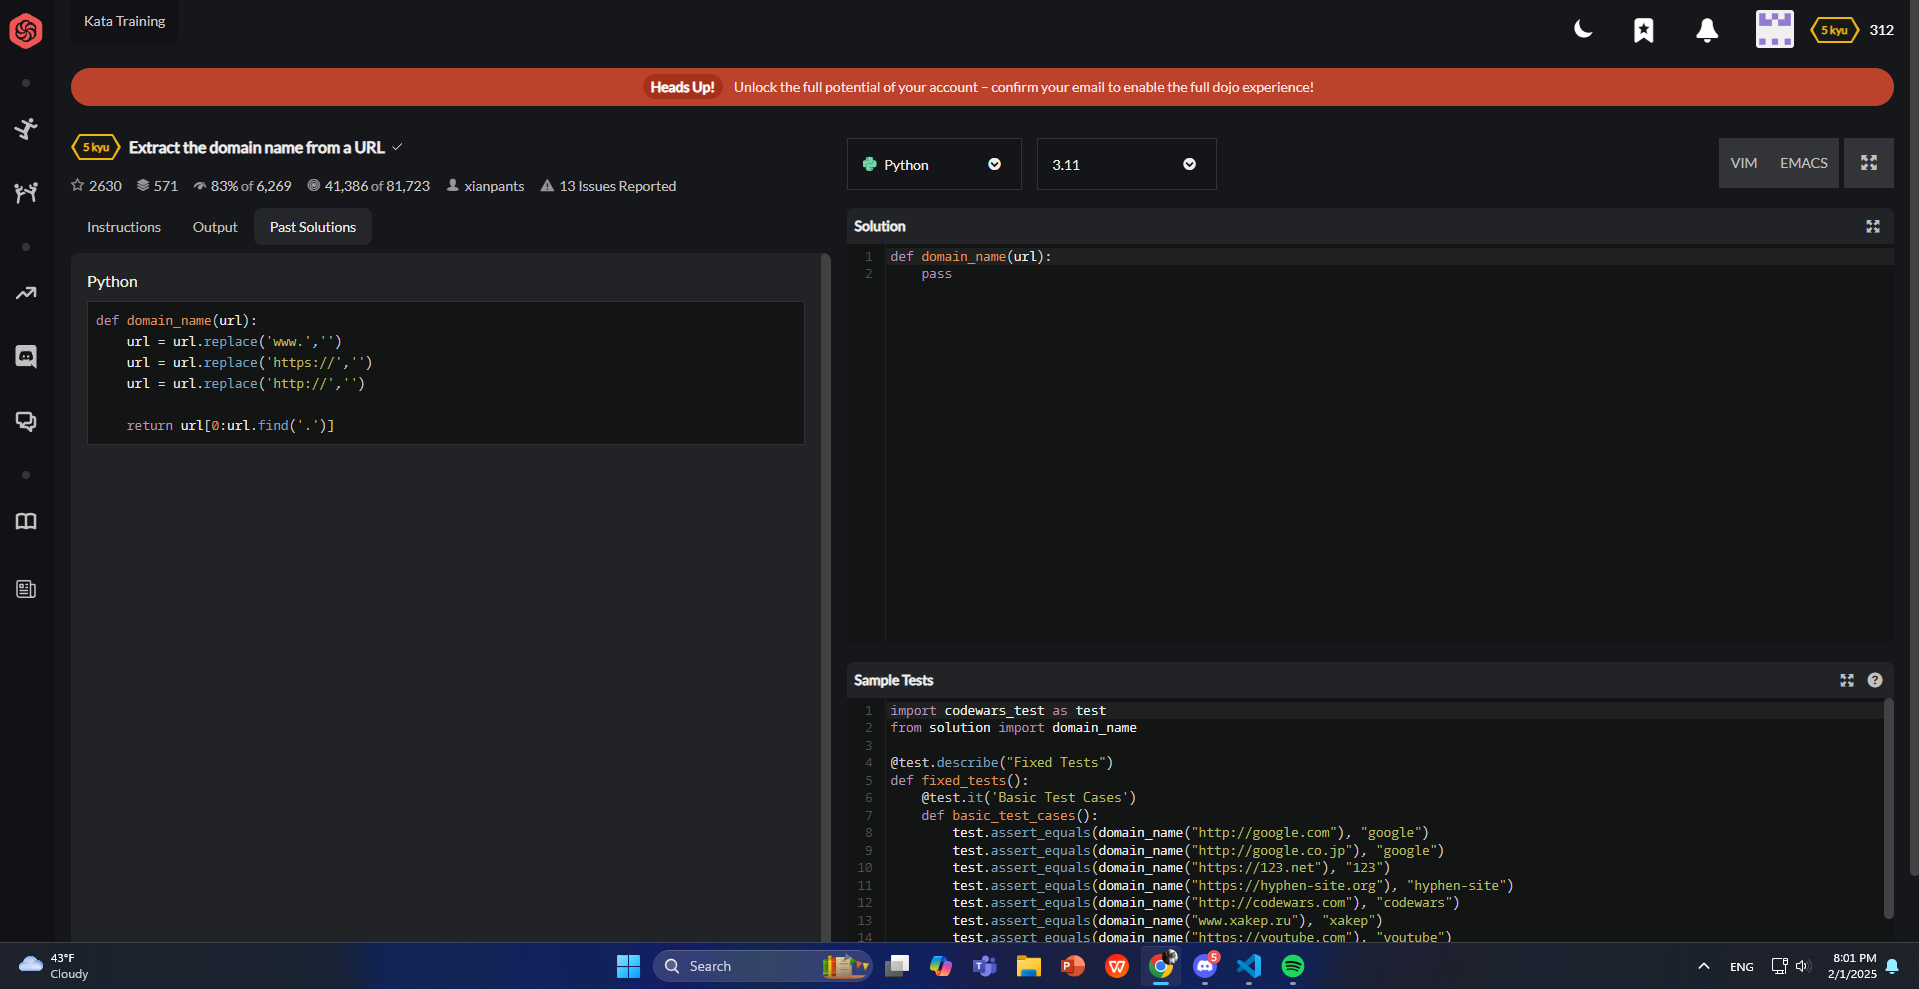 Kata Training
5 kyu 312
Heads Up! Unlock the full potential of your account – confirm your email to enable the full dojo experience!
5 kyu Extract the domain name from a URL
2630 571 83% of 6,269 41,386 of 81,723 xianpants 13 Issues Reported
Instructions Output Past Solutions
Python
def domain_name(url):
    url = url.replace('www.','')
    url = url.replace('https://','')
    url = url.replace('http://','')
    return url[0:url.find('.')]
Python 3.11 VIM EMACS
Solution
1 def domain_name(url):
2     pass
Sample Tests
1 import codewars_test as test
2 from solution import domain_name
3
4 @test.describe("Fixed Tests")
5 def fixed_tests():
6     @test.it('Basic Test Cases')
7     def basic_test_cases():
8         test.assert_equals(domain_name("http://google.com"), "google")
9         test.assert_equals(domain_name("http://google.co.jp"), "google")
10         test.assert_equals(domain_name("https://123.net"), "123")
11         test.assert_equals(domain_name("https://hyphen-site.org"), "hyphen-site")
12         test.assert_equals(domain_name("http://codewars.com"), "codewars")
13         test.assert_equals(domain_name("www.xakep.ru"), "xakep")
14         test.assert_equals(domain_name("https://youtube.com"), "youtube")
43°F
Cloudy
Search
5
ENG
8:01 PM
2/1/2025